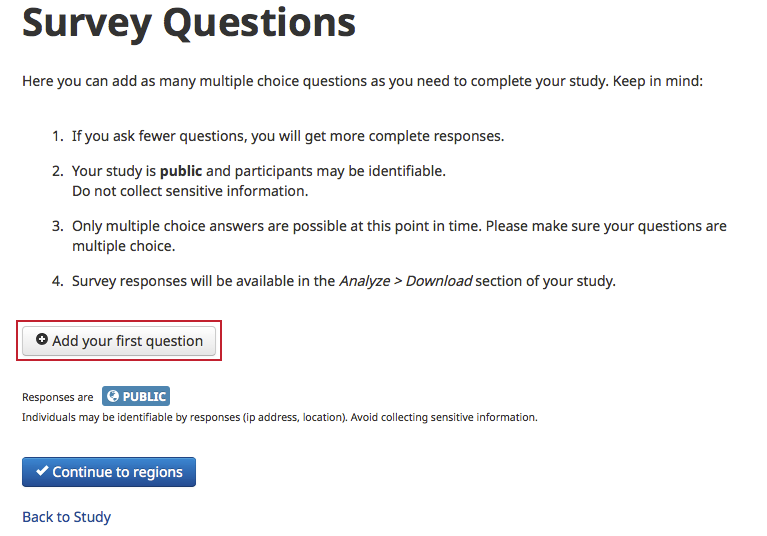 Survey Questions
Here you can add as many multiple choice questions as you need to complete your study. Keep in mind:
1. If you ask fewer questions, you will get more complete responses.
2. Your study is public and participants may be identifiable.
Do not collect sensitive information.
3. Only multiple choice answers are possible at this point in time. Please make sure your questions are
multiple choice.
4. Survey responses will be available in the Analyze > Download section of your study.
Add your first question
Responses are PUBLIC
Individuals may be identifiable by responses (ip address, location). Avoid collecting sensitive information.
Continue to regions
Back to Study